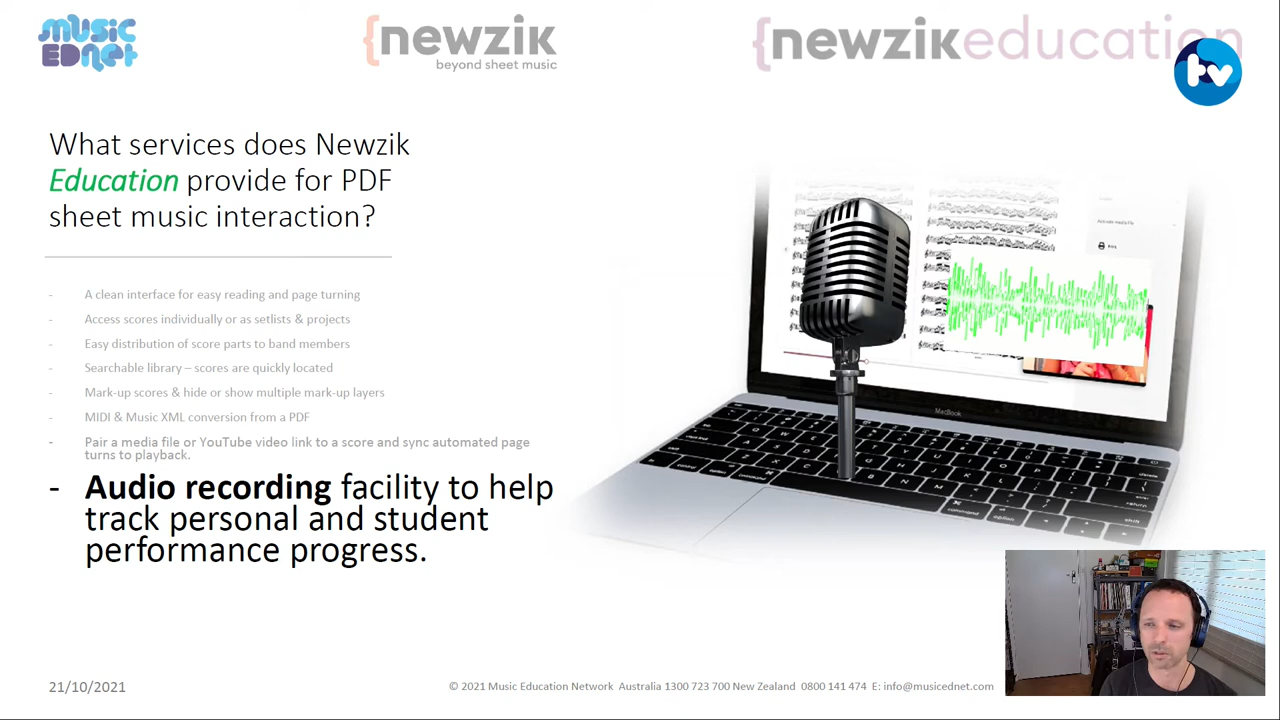 MUSIC
EDNET
{newzik
beyond sheet music
{newzikeducation
tv
What services does Newzik
Education provide for PDF
sheet music interaction?
- A clean interface for easy reading and page turning
- Access scores individually or as setlists & projects
- Easy distribution of score parts to band members
- Searchable library – scores are quickly located
- Mark-up scores & hide or show multiple mark-up layers
- MIDI & Music XML conversion from a PDF
- Pair a media file or YouTube video link to a score and sync automated page
turns to playback.
- Audio recording facility to help
track personal and student
performance progress.
MacBook
21/10/2021
© 2021 Music Education Network Australia 1300 723 700 New Zealand 0800 141 474 E: info@musicednet.com